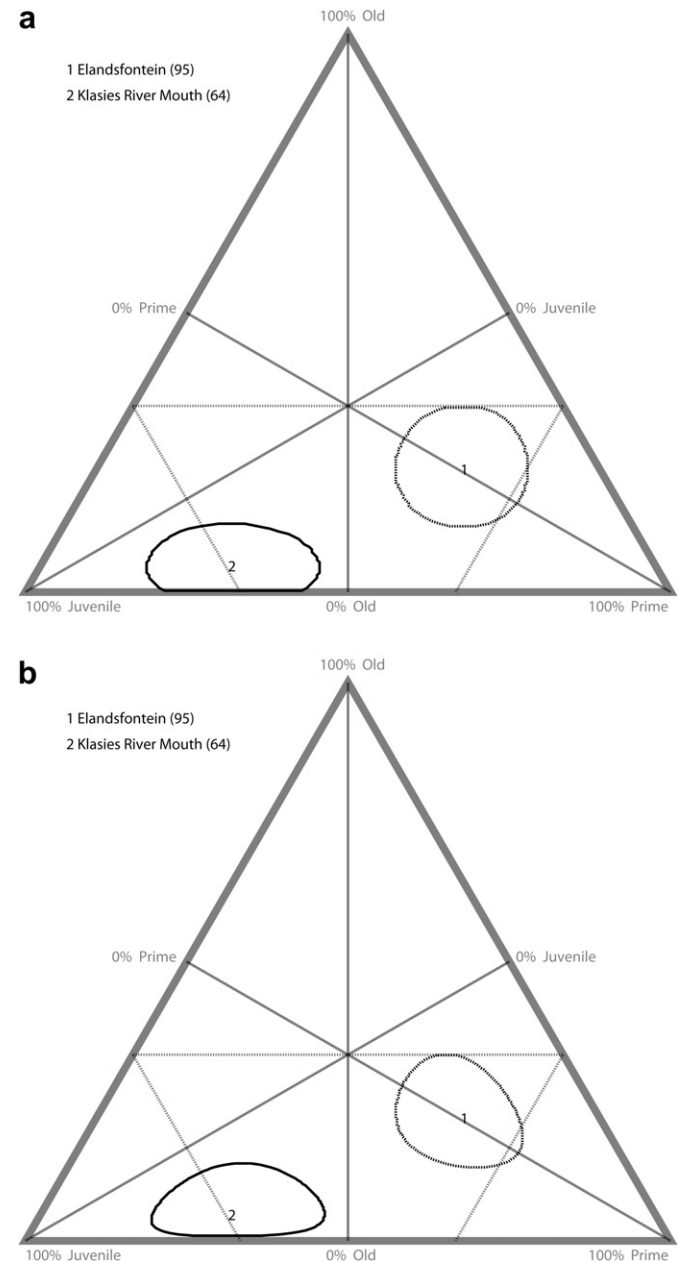 a
100% Old
1 Elandsfontein (95)
2 Klasies River Mouth (64)
0% Prime
0% Juvenile
1
2
100% Juvenile
0% Old
100% Prime
b
100% Old
1 Elandsfontein (95)
2 Klasies River Mouth (64)
0% Prime
0% Juvenile
1
2
100% Juvenile
0% Old
100% Prime